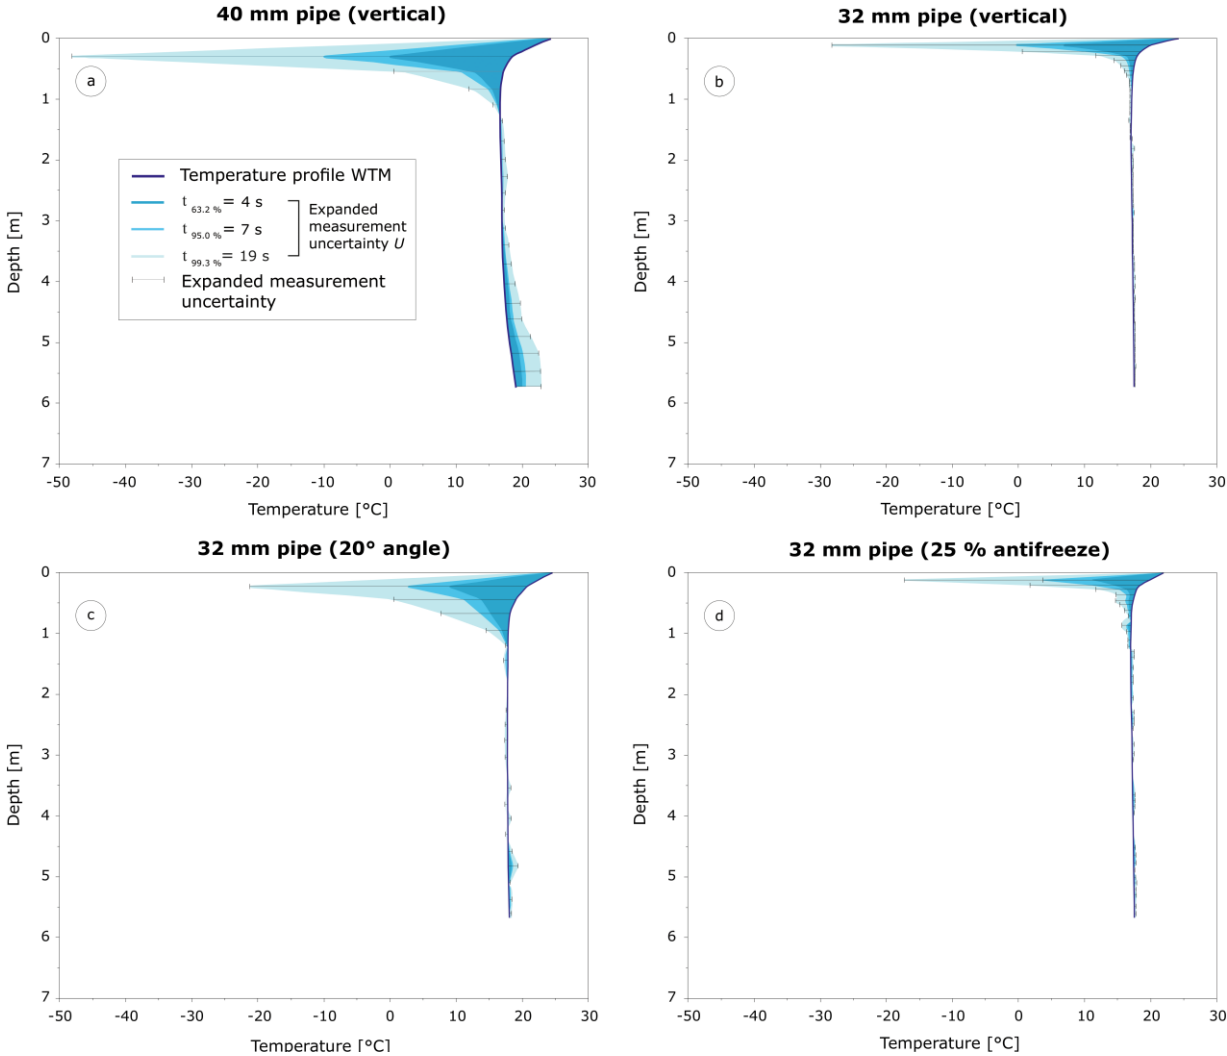 40 mm pipe (vertical)
0
1
2
3
4
5
6
7
Depth [m]
a
Temperature profile WTM
t 63.2 % = 4 s
t 95.0 % = 7 s
t 99.3 % = 19 s
Expanded
measurement
uncertainty U
Expanded measurement
uncertainty
-50 -40 -30 -20 -10 0 10 20 30
Temperature [°C]
32 mm pipe (vertical)
0
1
2
3
4
5
6
7
Depth [m]
b
-50 -40 -30 -20 -10 0 10 20 30
Temperature [°C]
32 mm pipe (20° angle)
0
1
2
3
4
5
6
7
Depth [m]
c
-50 -40 -30 -20 -10 0 10 20 30
Temperature [°C]
32 mm pipe (25 % antifreeze)
0
1
2
3
4
5
6
7
Depth [m]
d
-50 -40 -30 -20 -10 0 10 20 30
Temperature [°C]